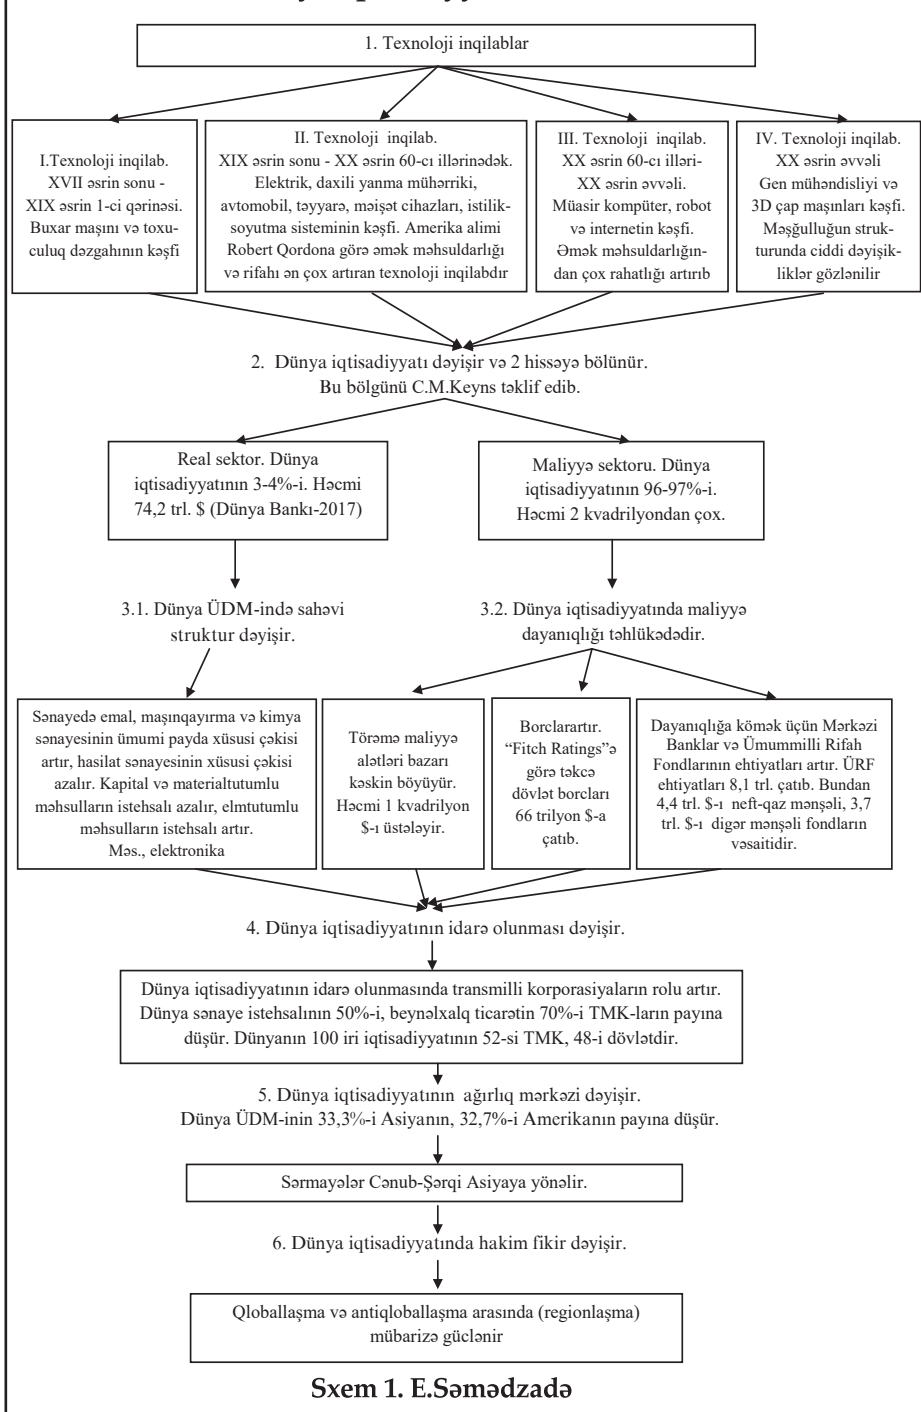 1. Texnoloji inqilablar
I.Texnoloji inqilab.
XVII əsrin sonu -
XIX əsrin 1-ci qərinəsi.
Buxar maşını və toxu-
culuq dəzgahının kəşfi
II. Texnoloji inqilab.
XIX əsrin sonu - XX əsrin 60-cı illərinədək.
Elektrik, daxili yanma mühərriki,
avtomobil, təyyarə, məişət cihazları, istilik-
soyutma sisteminin kəşfi. Amerika alimi
Robert Qordona görə əmək məhsuldarlığı
və rifahı ən çox artıran texnoloji inqilabdır
III. Texnoloji inqilab.
XX əsrin 60-cı illəri-
XX əsrin əvvəli.
Müasir kompüter, robot
və internetin kəşfi.
Əmək məhsuldarlığın-
dan çox rahatlığı artırıb
IV. Texnoloji inqilab.
XX əsrin əvvəli
Gen mühəndisliyi və
3D çap maşınları kəşfi.
Məşğulluğun struk-
turunda ciddi dəyişik-
liklər gözlənilir
2. Dünya iqtisadiyyatı dəyişir və 2 hissəyə bölünür.
Bu bölgünü C.M.Keyns təklif edib.
Real sektor. Dünya
iqtisadiyyatının 3-4%-i. Həcmi
74,2 trl. $ (Dünya Bankı-2017)
Maliyyə sektoru. Dünya
iqtisadiyyatının 96-97%-i.
Həcmi 2 kvadrilyondan çox.
3.1. Dünya ÜDM-ində sahəvi
struktur dəyişir.
3.2. Dünya iqtisadiyyatında maliyyə
dayanıqlığı təhlükədədir.
Sənayedə emal, maşınqayırma və kimya
sənayesinin ümumi payda xüsusi çəkisi
artır, hasilat sənayesinin xüsusi çəkisi
azalır. Kapital və materialtutumlu
məhsulların istehsalı azalır, elmtutumlu
məhsulların istehsalı artır.
Məs., elektronika
Törəmə maliyyə
alətləri bazarı
kəskin böyüyür.
Həcmi 1 kvadrilyon
$-ı üstələyir.
Borclarartır.
“Fitch Ratings”ə
görə təkcə
dövlət borcları
66 trilyon $-a
çatıb.
Dayanıqlığa kömək üçün Mərkəzi
Banklar və Ümummilli Rifah
Fondlarının ehtiyatları artır. ÜRF
ehtiyatları 8,1 trl. çatıb. Bundan
4,4 trl. $-ı neft-qaz mənşəli, 3,7
trl. $-ı digər mənşəli fondların
vəsaitidir.
4. Dünya iqtisadiyyatının idarə olunması dəyişir.
Dünya iqtisadiyyatının idarə olunmasında transmilli korporasiyaların rolu artır.
Dünya sənaye istehsalının 50%-i, beynəlxalq ticarətin 70%-i TMK-ların payına
düşür. Dünyanın 100 iri iqtisadiyyatının 52-si TMK, 48-i dövlətdir.
5. Dünya iqtisadiyyatının ağırlıq mərkəzi dəyişir.
Dünya ÜDM-inin 33,3%-i Asiyanın, 32,7%-i Amerikanın payına düşür.
Sərmayələr Cənub-Şərqi Asiyaya yönəlir.
6. Dünya iqtisadiyyatında hakim fikir dəyişir.
Qloballaşma və antiqloballaşma arasında (regionlaşma)
mübarizə güclənir
Sxem 1. E.Səmədzadə